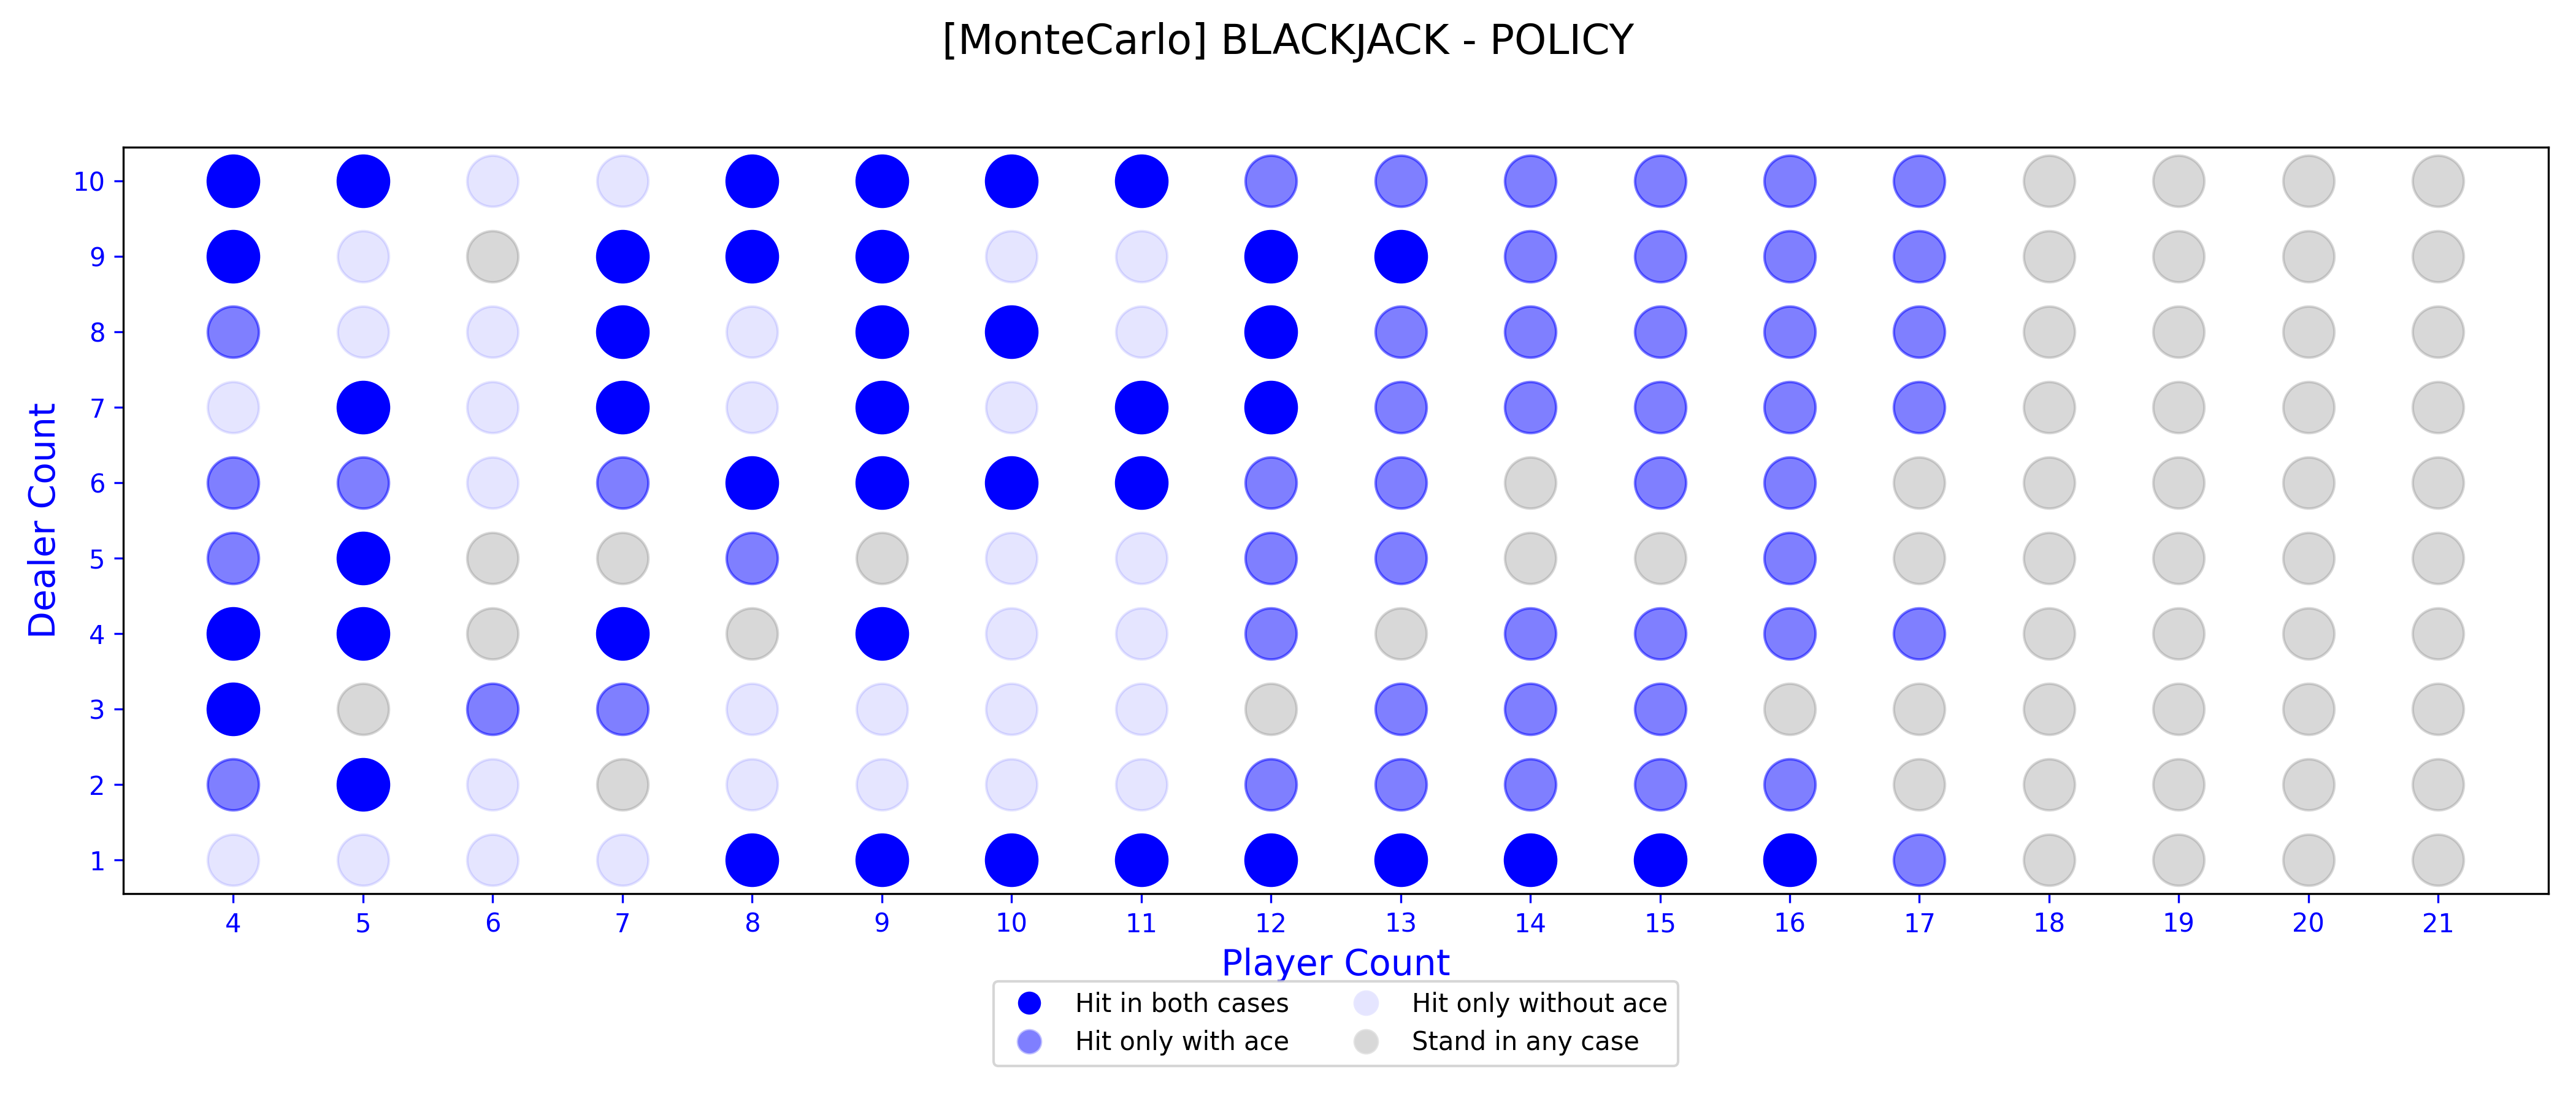 [MonteCarlo] BLACKJACK - POLICY
Dealer Count
10
9
8
7
6
5
4
3
2
1
4 5 6 7 8 9 10 11 12 13 14 15 16 17 18 19 20 21
Player Count
Hit in both cases
Hit only with ace
Hit only without ace
Stand in any case